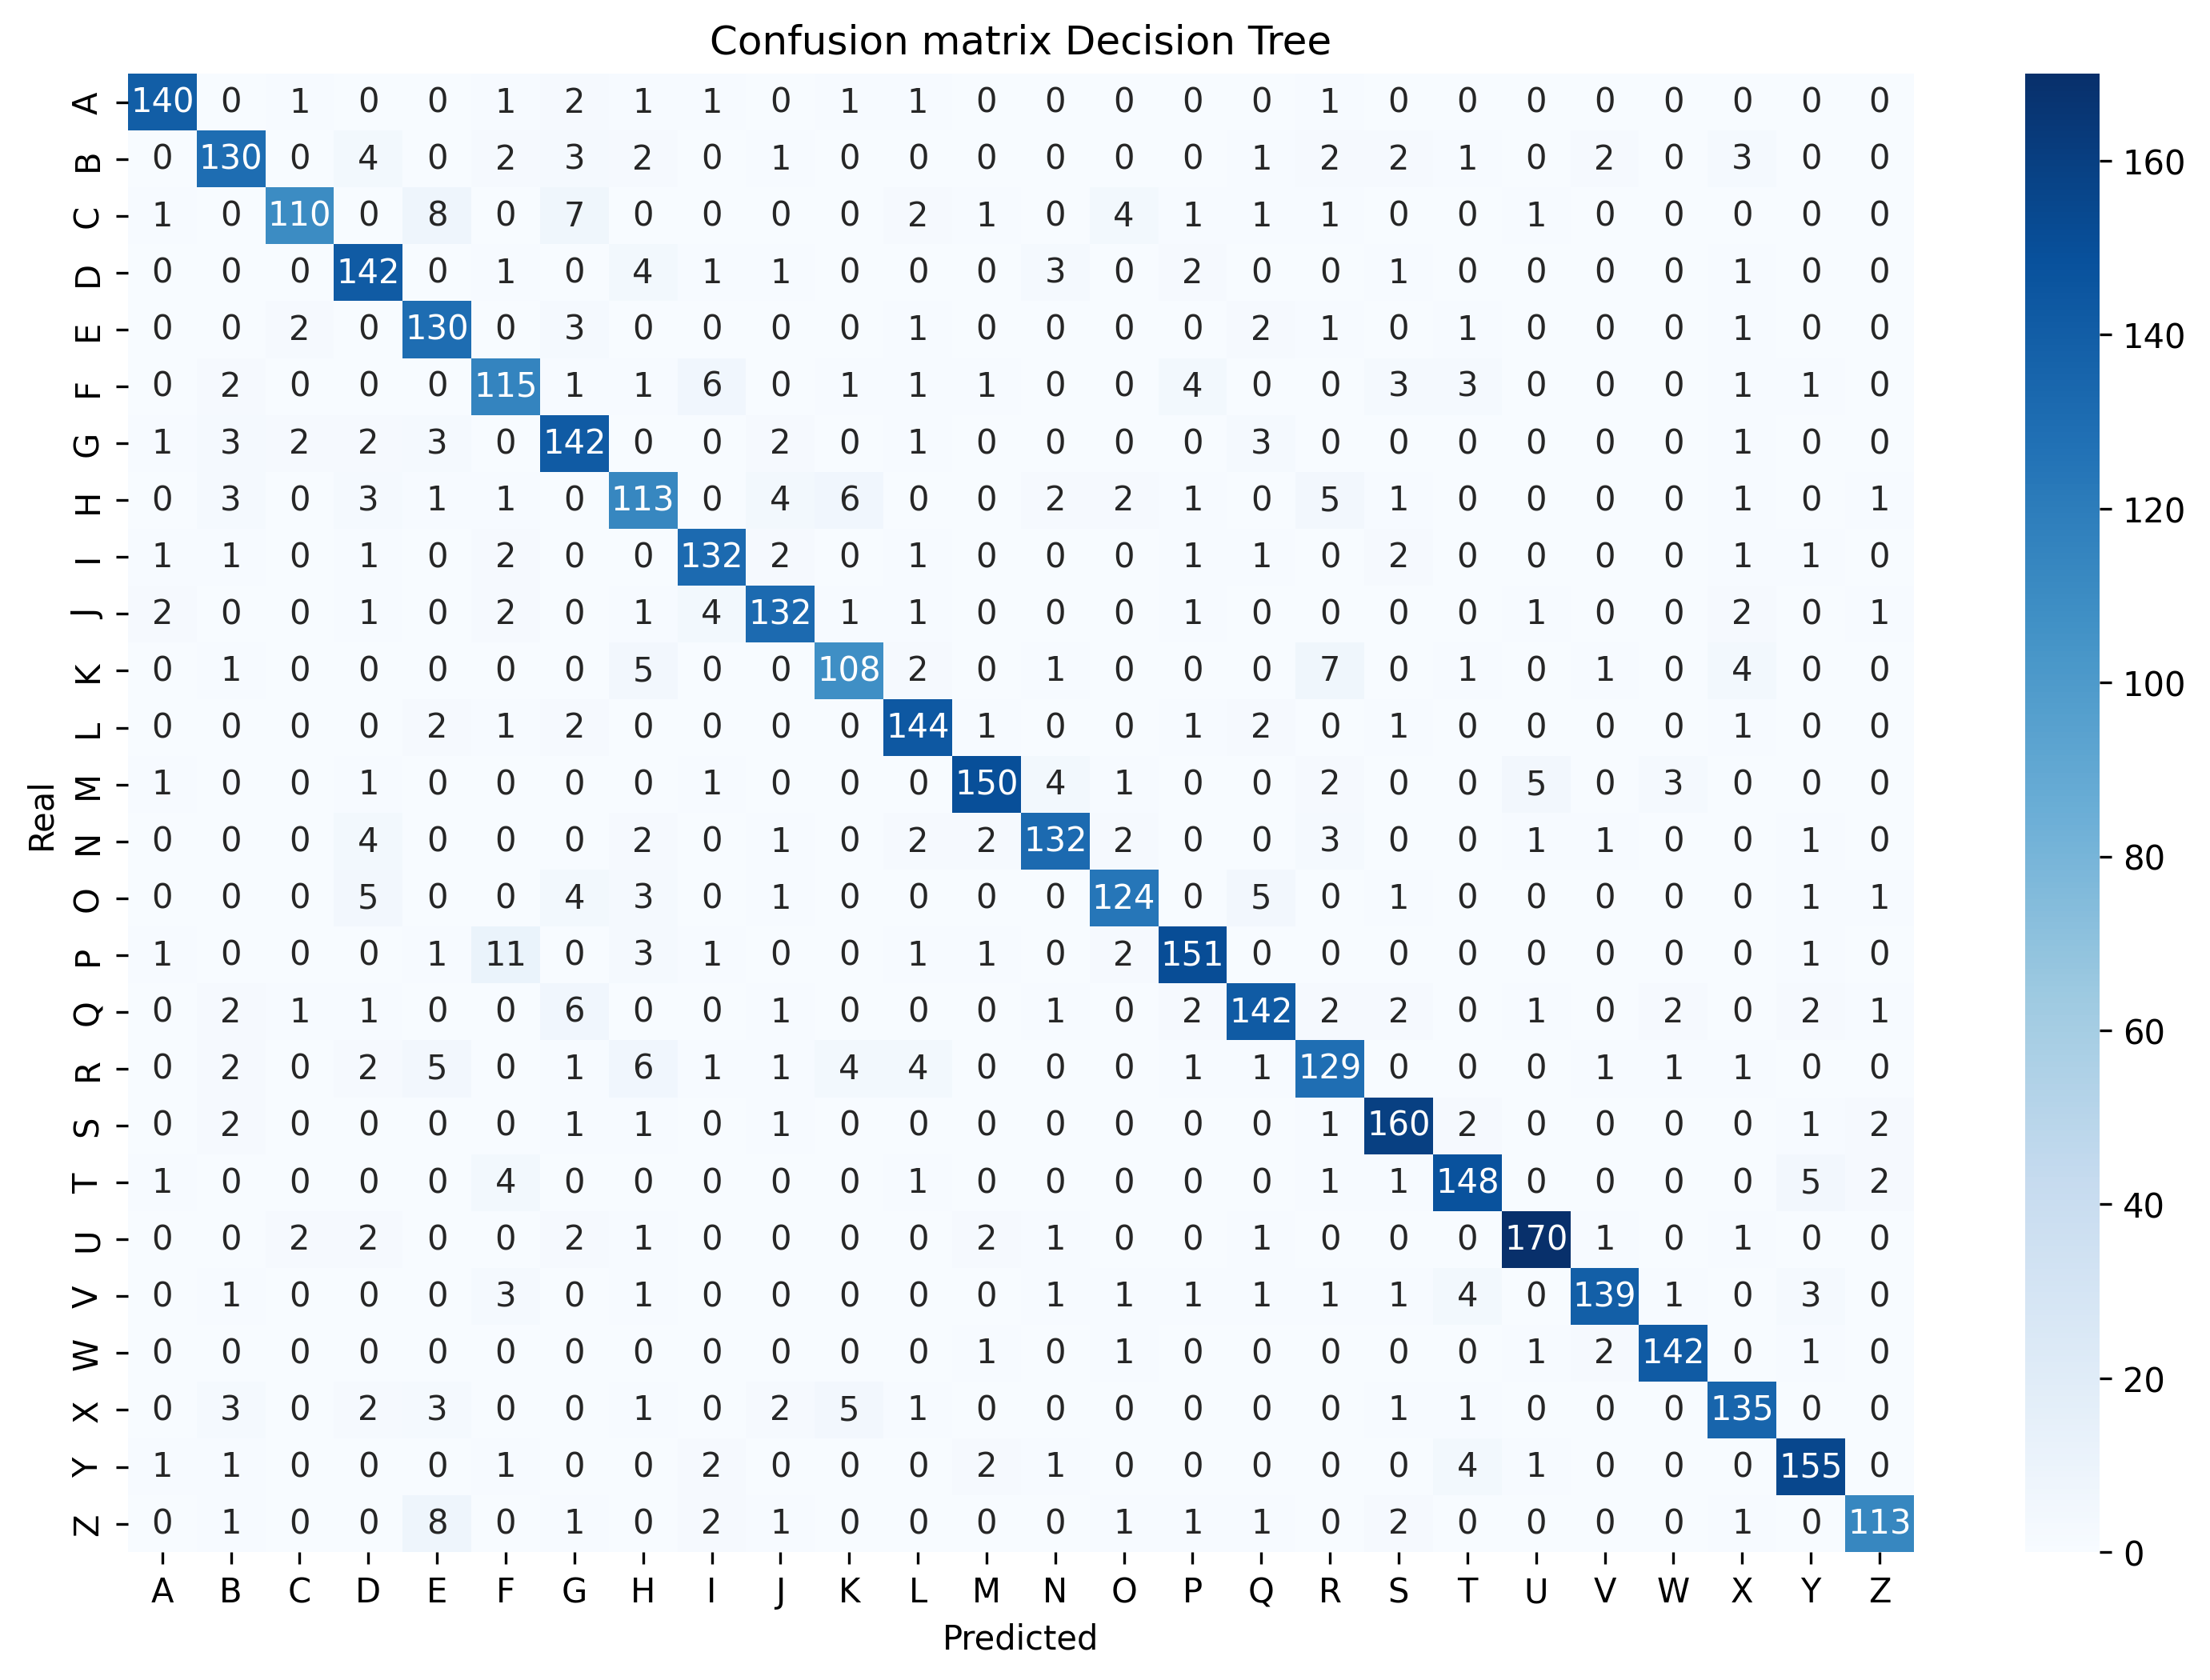 Confusion matrix Decision Tree
A 140 0 1 0 0 1 2 1 1 0 1 1 0 0 0 0 0 1 0 0 0 0 0 0 0 0
B 0 130 0 4 0 2 3 2 0 1 0 0 0 0 0 0 1 2 2 1 0 2 0 3 0 0
C 1 0 110 0 8 0 7 0 0 0 0 2 1 0 4 1 1 1 0 0 1 0 0 0 0 0
D 0 0 0 142 0 1 0 4 1 1 0 0 0 3 0 2 0 0 1 0 0 0 0 1 0 0
E 0 0 2 0 130 0 3 0 0 0 0 1 0 0 0 0 2 1 0 1 0 0 0 1 0 0
F 0 2 0 0 0 115 1 1 6 0 1 1 1 0 0 4 0 0 3 3 0 0 0 1 1 0
G 1 3 2 2 3 0 142 0 0 2 0 1 0 0 0 0 3 0 0 0 0 0 0 1 0 0
H 0 3 0 3 1 1 0 113 0 4 6 0 0 2 2 1 0 5 1 0 0 0 0 1 0 1
I 1 1 0 1 0 2 0 0 132 2 0 1 0 0 0 1 1 0 2 0 0 0 0 1 1 0
J 2 0 0 1 0 2 0 1 4 132 1 1 0 0 0 1 0 0 0 0 1 0 0 2 0 1
K 0 1 0 0 0 0 0 5 0 0 108 2 0 1 0 0 0 7 0 1 0 1 0 4 0 0
L 0 0 0 0 2 1 2 0 0 0 0 144 1 0 0 1 2 0 1 0 0 0 0 1 0 0
M 1 0 0 1 0 0 0 0 1 0 0 0 150 4 1 0 0 2 0 0 5 0 3 0 0 0
N 0 0 0 4 0 0 0 2 0 1 0 2 2 132 2 0 0 3 0 0 1 1 0 0 1 0
O 0 0 0 5 0 0 4 3 0 1 0 0 0 0 124 0 5 0 1 0 0 0 0 0 1 1
P 1 0 0 0 1 11 0 3 1 0 0 1 1 0 2 151 0 0 0 0 0 0 0 0 1 0
Q 0 2 1 1 0 0 6 0 0 1 0 0 0 1 0 2 142 2 2 0 1 0 2 0 2 1
R 0 2 0 2 5 0 1 6 1 1 4 4 0 0 0 1 1 129 0 0 0 1 1 1 0 0
S 0 2 0 0 0 0 1 1 0 1 0 0 0 0 0 0 0 1 160 2 0 0 0 0 1 2
T 1 0 0 0 0 4 0 0 0 0 0 1 0 0 0 0 0 1 1 148 0 0 0 0 5 2
U 0 0 2 2 0 0 2 1 0 0 0 0 2 1 0 0 1 0 0 0 170 1 0 1 0 0
V 0 1 0 0 0 3 0 1 0 0 0 0 0 1 1 1 1 1 1 4 0 139 1 0 3 0
W 0 0 0 0 0 0 0 0 0 0 0 0 1 0 1 0 0 0 0 0 1 2 142 0 1 0
X 0 3 0 2 3 0 0 1 0 2 5 1 0 0 0 0 0 0 1 1 0 0 0 135 0 0
Y 1 1 0 0 0 1 0 0 2 0 0 0 2 1 0 0 0 0 0 4 1 0 0 0 155 0
Z 0 1 0 0 8 0 1 0 2 1 0 0 0 0 1 1 1 0 2 0 0 0 0 1 0 113
A B C D E F G H I J K L M N O P Q R S T U V W X Y Z
Predicted
Real
160
140
120
100
80
60
40
20
0